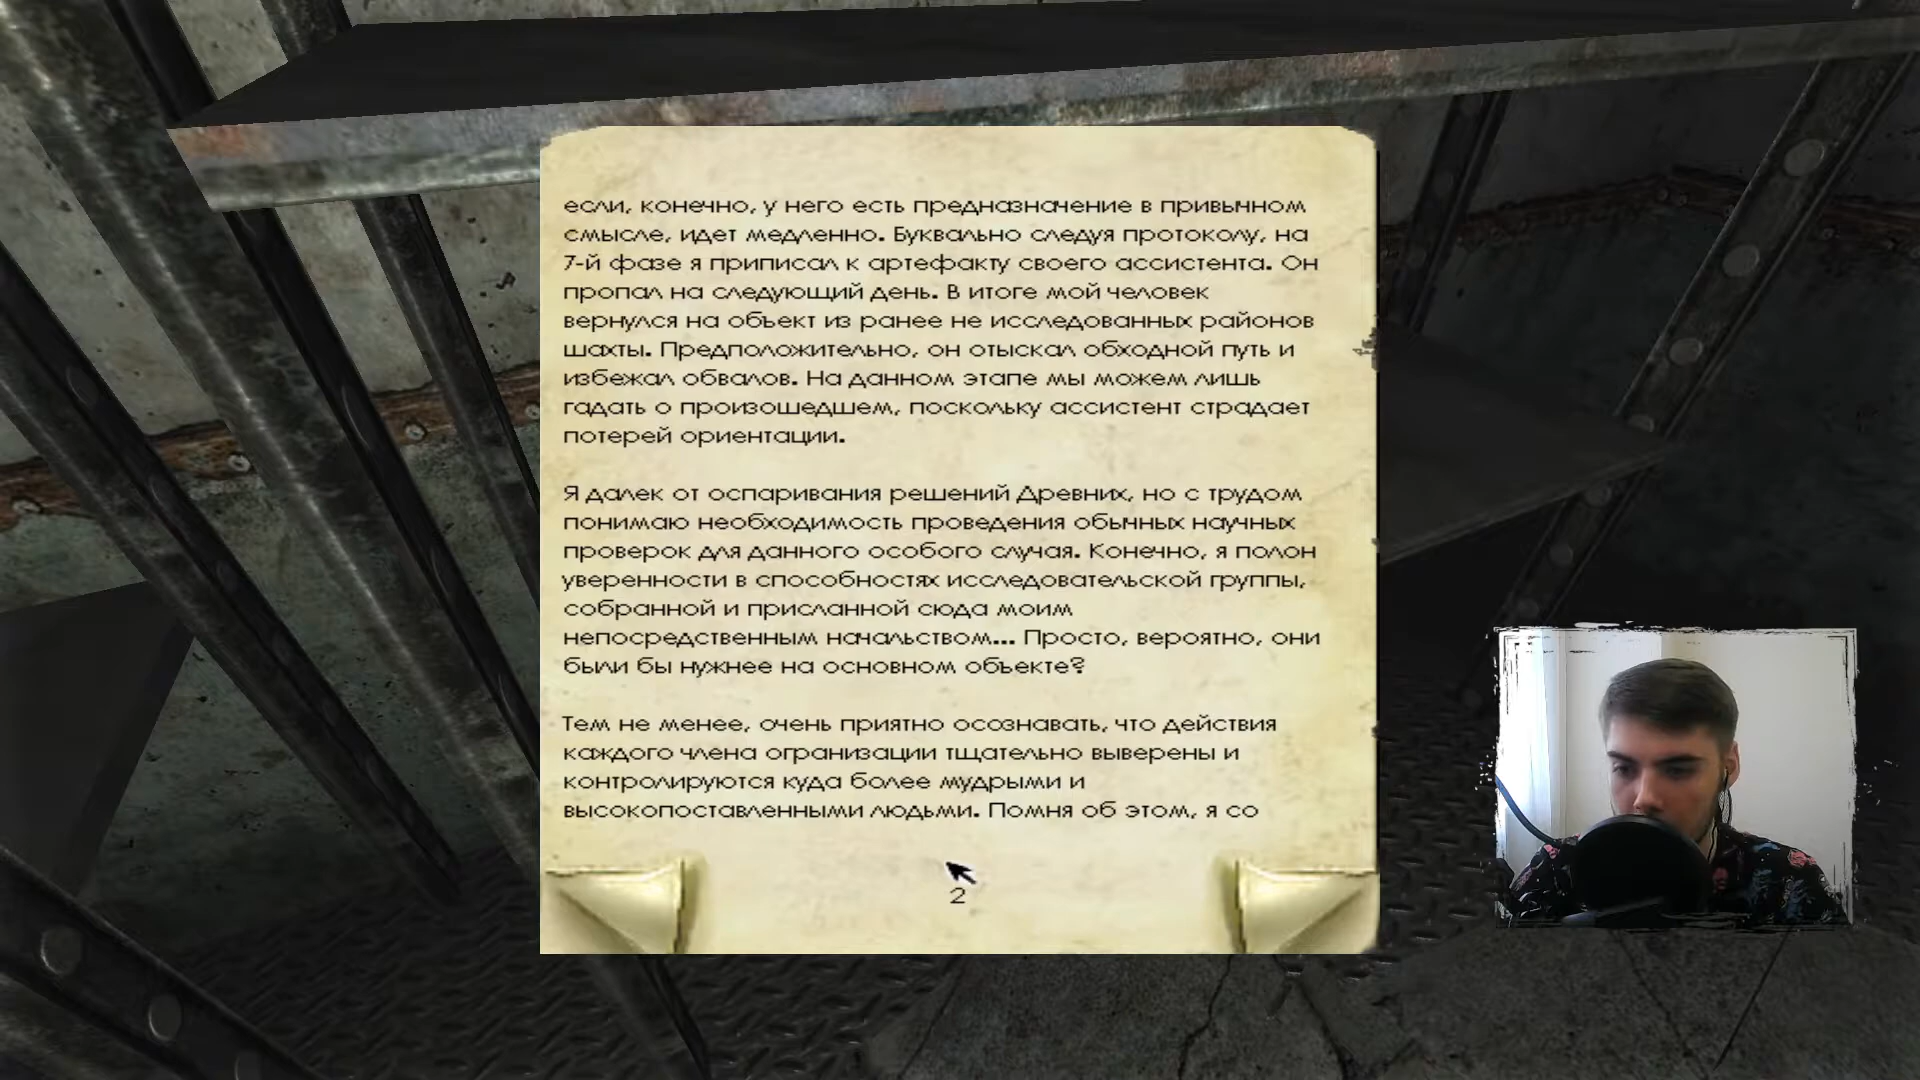 если, конечно, у него есть предназначение в привычном
смысле, идет медленно. Буквально следуя протоколу, на
7-й фазе я приписал к артефакту своего ассистента. Он
пропал на следующий день. В итоге мой человек
вернулся на объект из ранее не исследованных районов
шахты. Предположительно, он отыскал обходной путь и
избежал обвалов. На данном этапе мы можем лишь
гадать о произошедшем, поскольку ассистент страдает
потерей ориентации.
Я далек от оспаривания решений Древних, но с трудом
понимаю необходимость проведения обычных научных
проверок для данного особого случая. Конечно, я полон
уверенности в способностях исследовательской группы,
собранной и присланной сюда моим
непосредственным начальством... Просто, вероятно, они
были бы нужнее на основном объекте?
Тем не менее, очень приятно осознавать, что действия
каждого члена огранизации тщательно выверены и
контролируются куда более мудрыми и
высокопоставленными людьми. Помня об этом, я со
2